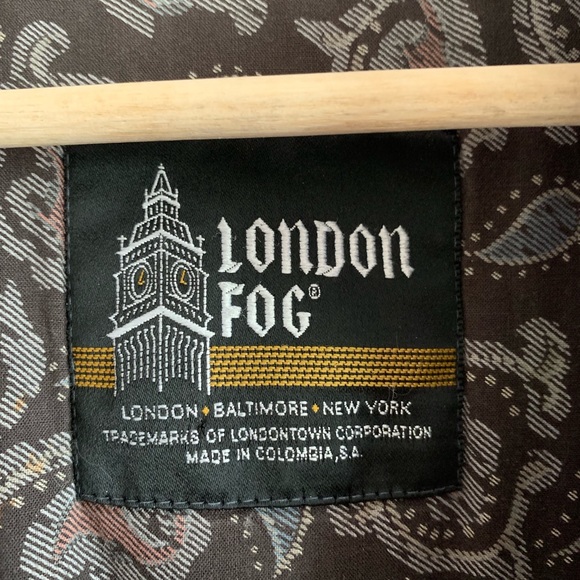 LONDON
FOG®
LONDON ♦ BALTIMORE ♦ NEW YORK
TRADEMARKS OF LONDONTOWN CORPORATION
MADE IN COLOMBIA, S.A.